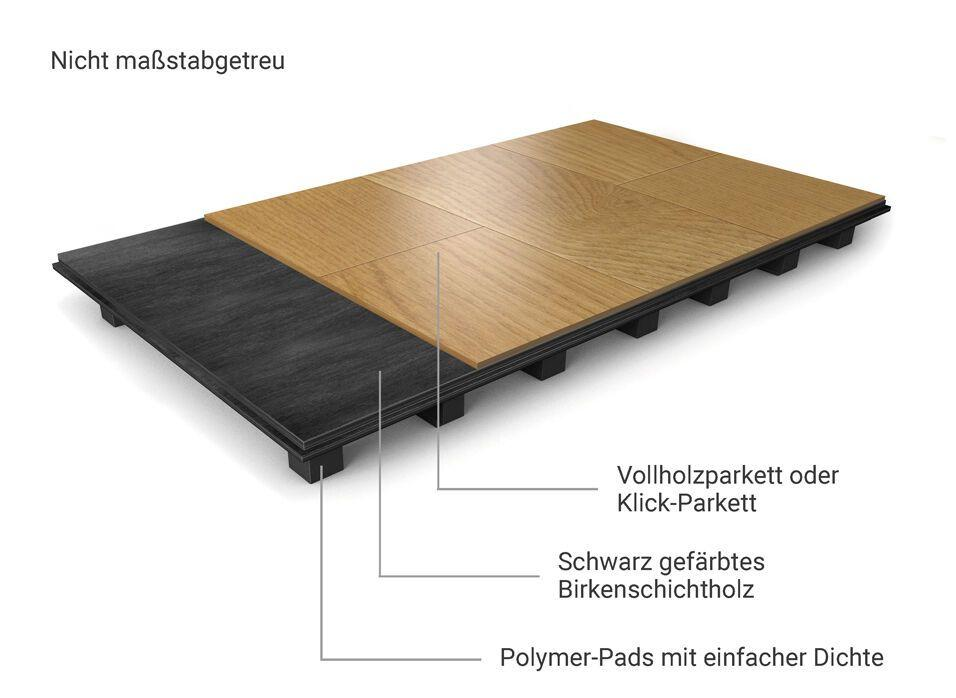 Nicht maßstabgetreu
Vollholzparkett oder
Klick-Parkett
Schwarz gefärbtes
Birkenschichtholz
Polymer-Pads mit einfacher Dichte